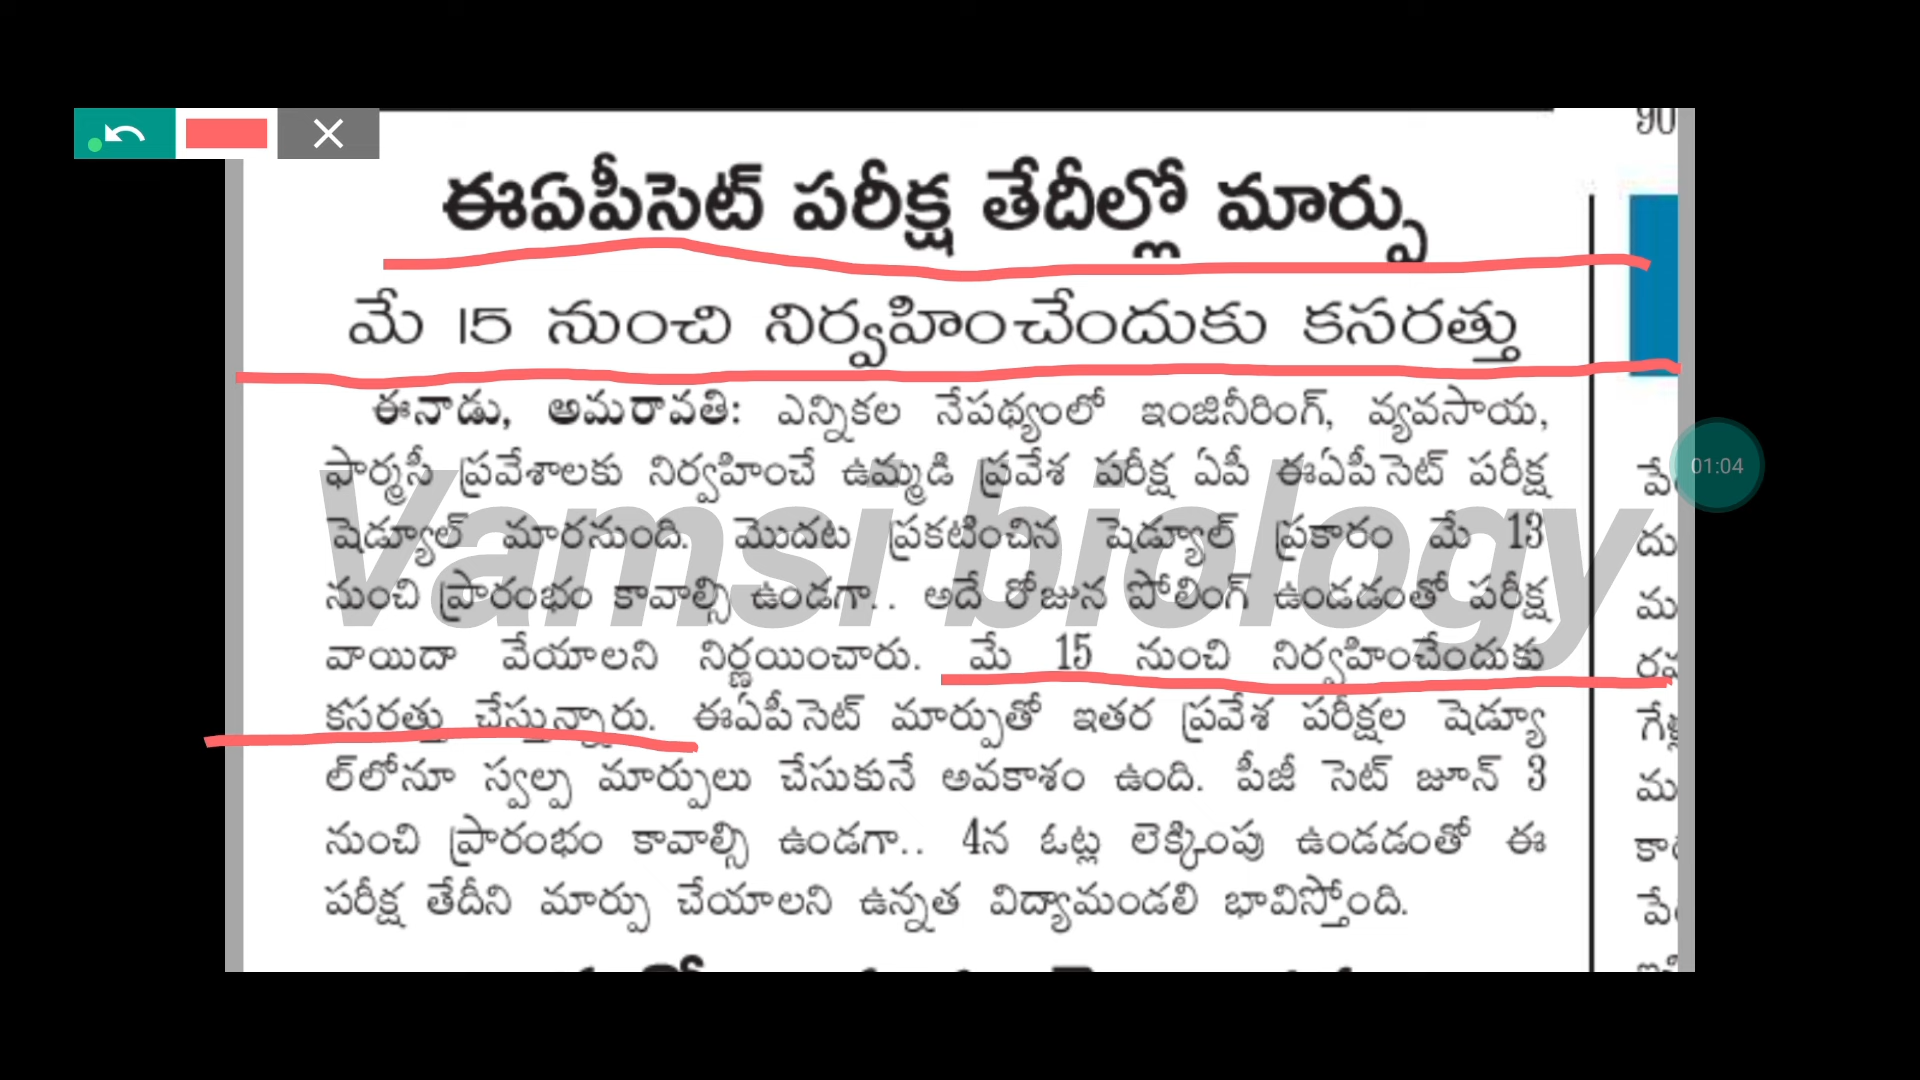 90
ఈఏపీసెట్ పరీక్ష తేదీల్లో మార్పు
మే 15 నుంచి నిర్వహించేందుకు కసరత్తు
ఈనాడు, అమరావతి: ఎన్నికల నేపథ్యంలో ఇంజినీరింగ్, వ్యవసాయ,
ఫార్మసీ ప్రవేశాలకు నిర్వహించే ఉమ్మడి ప్రవేశ పరీక్ష ఏపీ ఈఏపీసెట్ పరీక్ష
షెడ్యూల్ మారనుంది. మొదట ప్రకటించిన షెడ్యూల్ ప్రకారం మే 13
నుంచి ప్రారంభం కావాల్సి ఉండగా.. అదే రోజున పోలింగ్ ఉండడంతో పరీక్ష
వాయిదా వేయాలని నిర్ణయించారు. మే 15 నుంచి నిర్వహించేందుకు
కసరత్తు చేస్తున్నారు. ఈఏపీసెట్ మార్పుతో ఇతర ప్రవేశ పరీక్షల షెడ్యూ
ల్‌లోనూ స్వల్ప మార్పులు చేసుకునే అవకాశం ఉంది. పీజీ సెట్ జూన్ 3
నుంచి ప్రారంభం కావాల్సి ఉండగా.. 4న ఓట్ల లెక్కింపు ఉండడంతో ఈ
పరీక్ష తేదీని మార్పు చేయాలని ఉన్నత విద్యామండలి భావిస్తోంది.
Vamsi biology
01:04